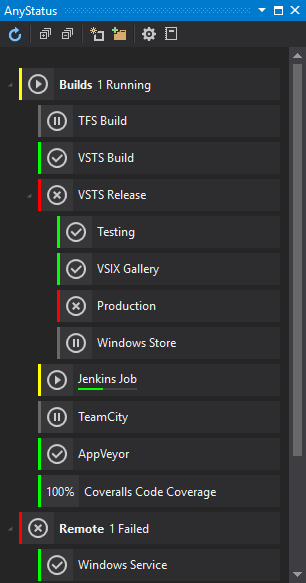 AnyStatus
Builds 1 Running
TFS Build
VSTS Build
VSTS Release
Testing
VSIX Gallery
Production
Windows Store
Jenkins Job
TeamCity
AppVeyor
100% Coveralls Code Coverage
Remote 1 Failed
Windows Service